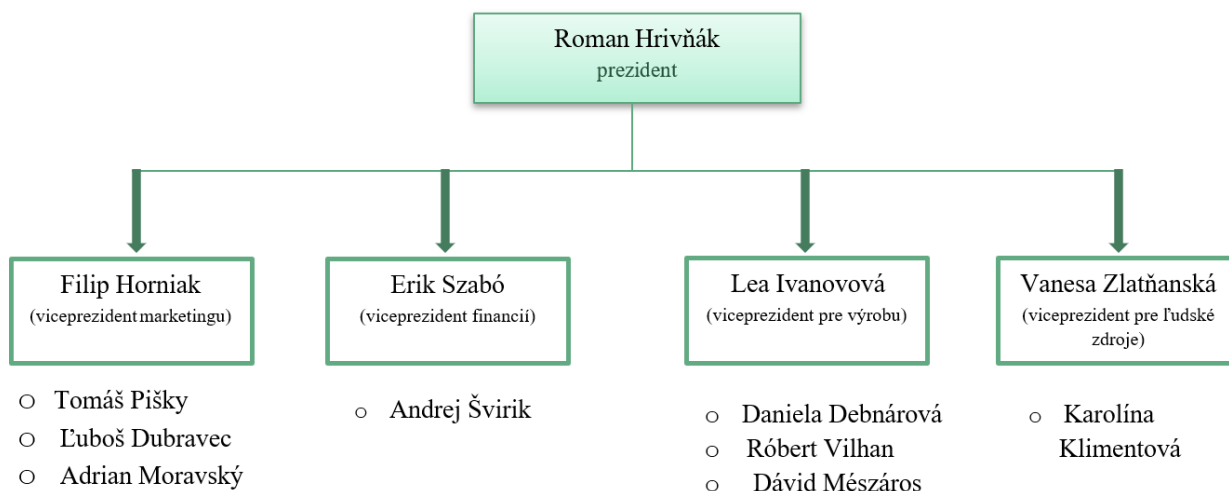 Roman Hrivňák
prezident
Filip Horniak
(viceprezident marketingu)
Erik Szabó
(viceprezident financií)
Lea Ivanovová
(viceprezident pre výrobu)
Vanesa Zlatňanská
(viceprezident pre ľudské
zdroje)
Tomáš Pišky
Ľuboš Dubravec
Adrian Moravský
Andrej Švirik
Daniela Debnárová
Róbert Vilhan
Dávid Mészáros
Karolína
Klimentová